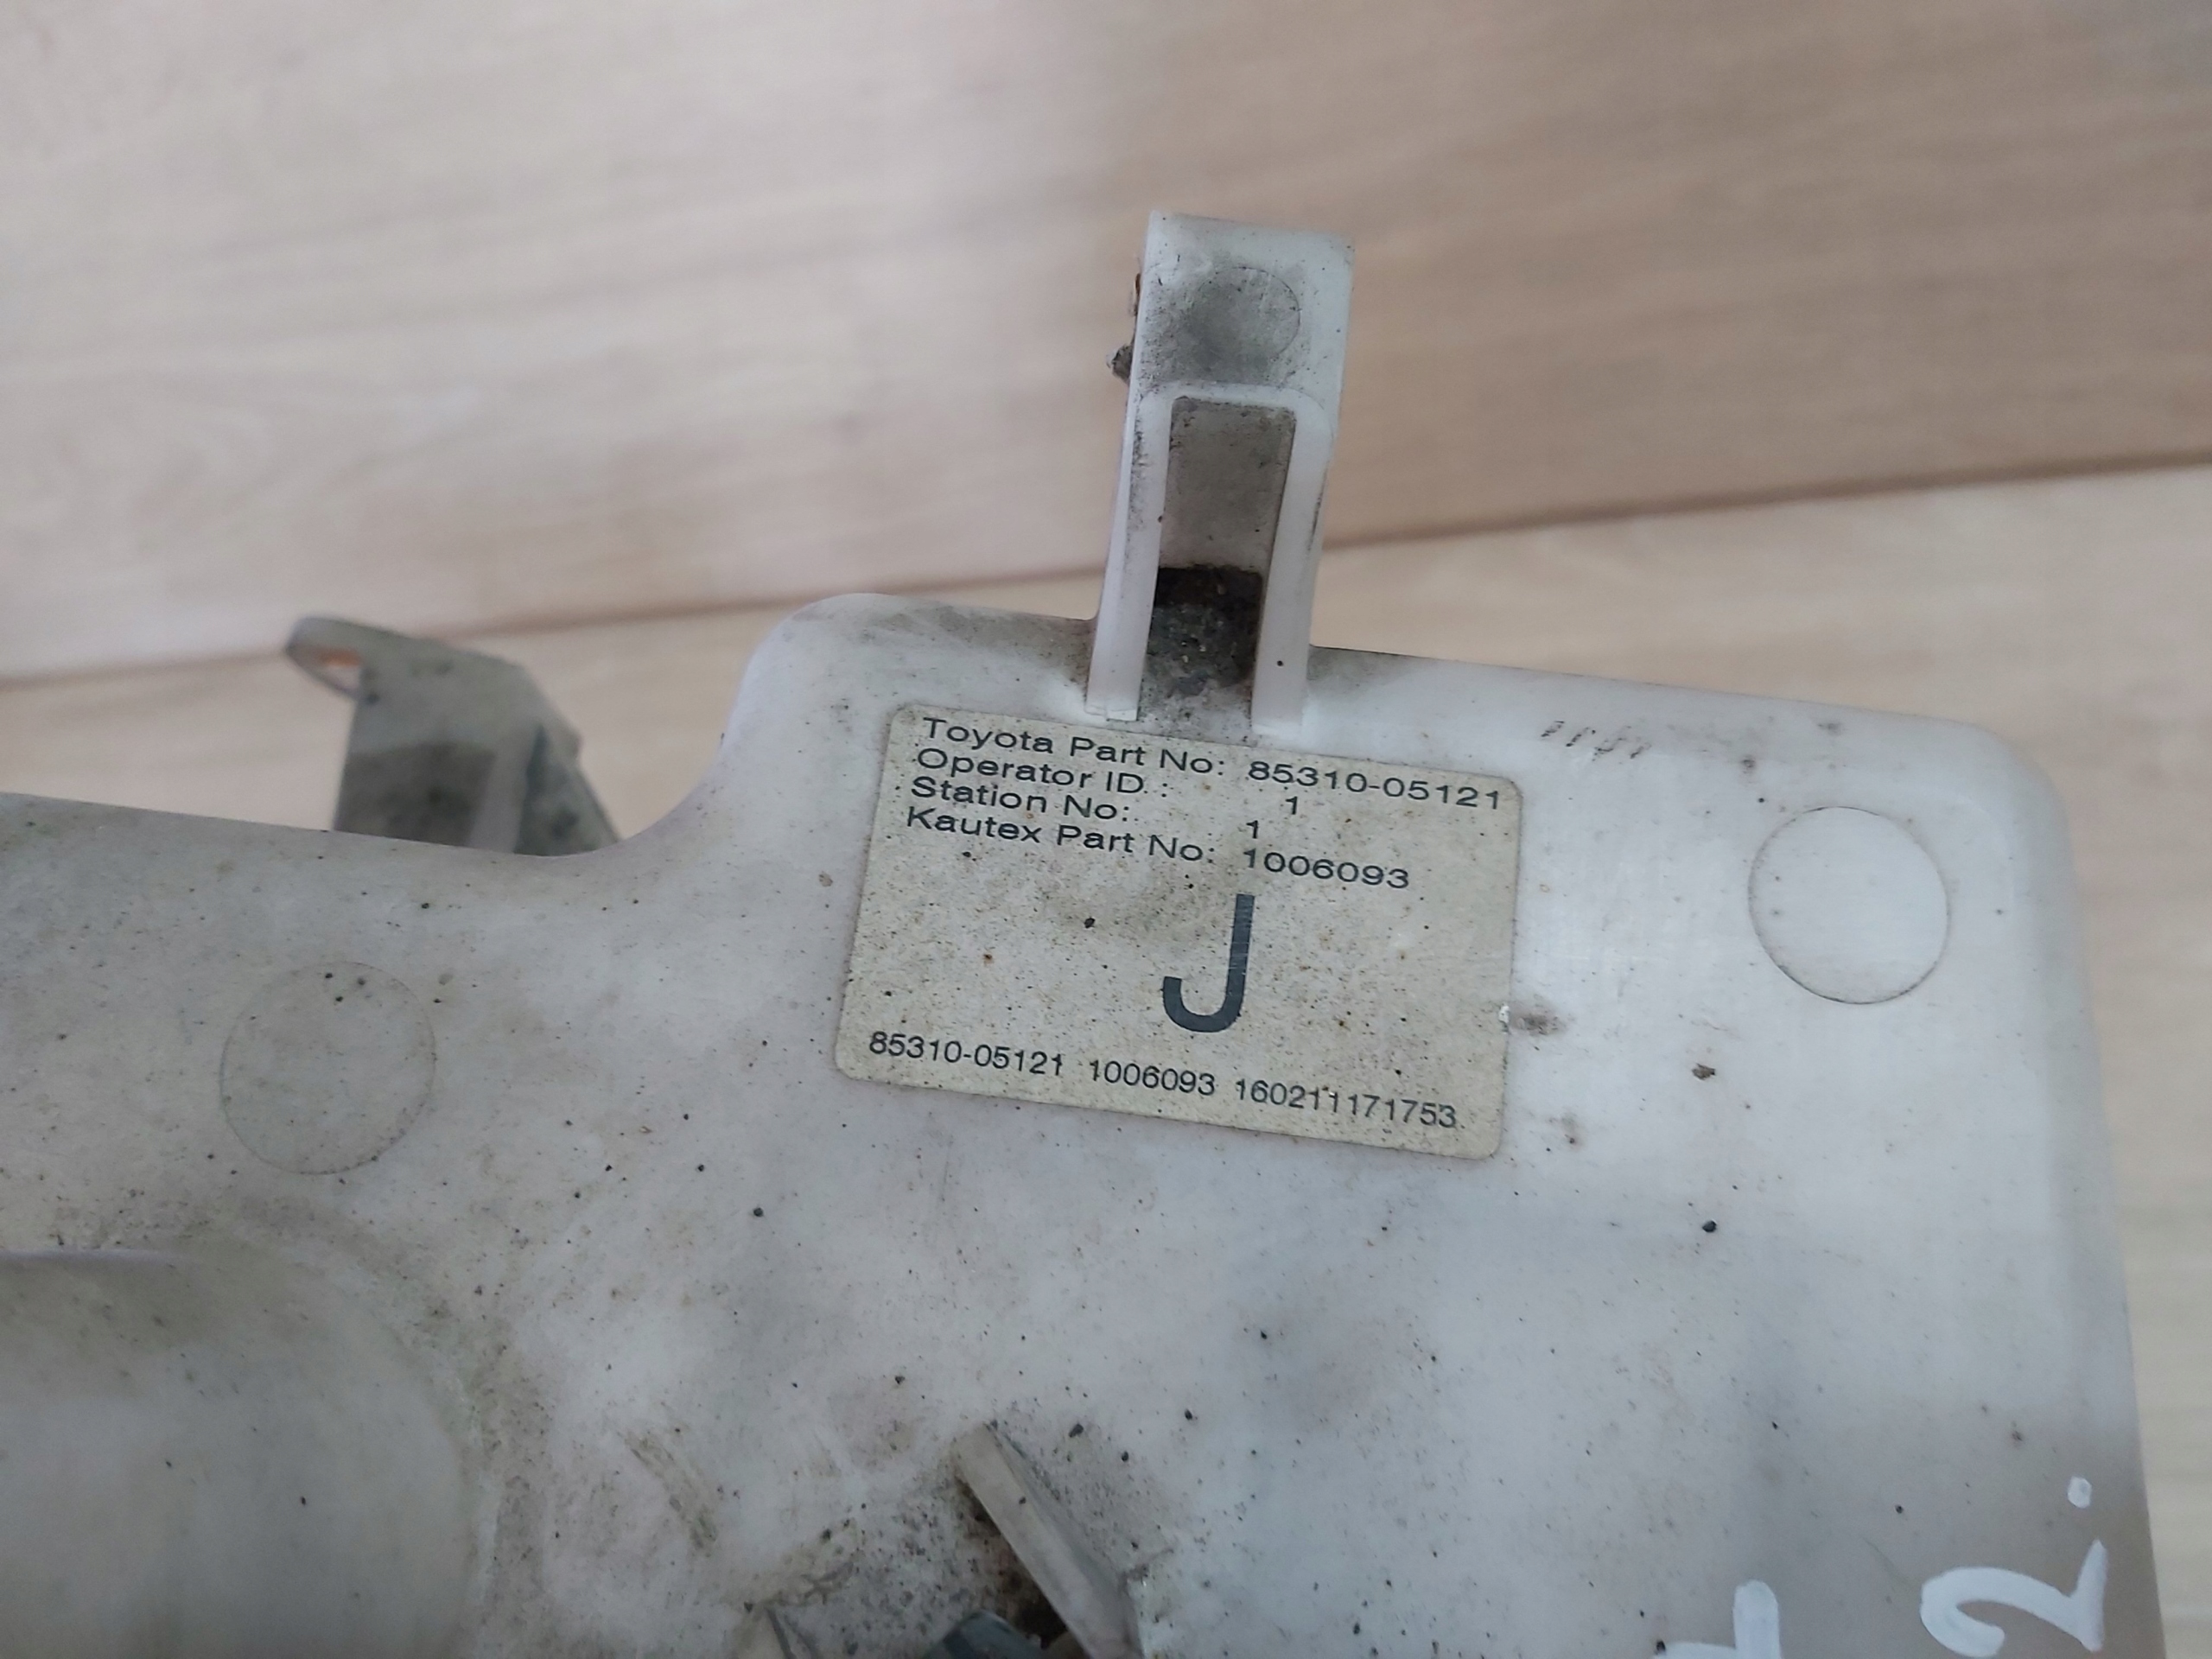 Toyota Part No: 85310-05121
Operator ID : 1
Station No: 1
Kautex Part No: 1006093
J
85310-05121 1006093 160211171753
2.